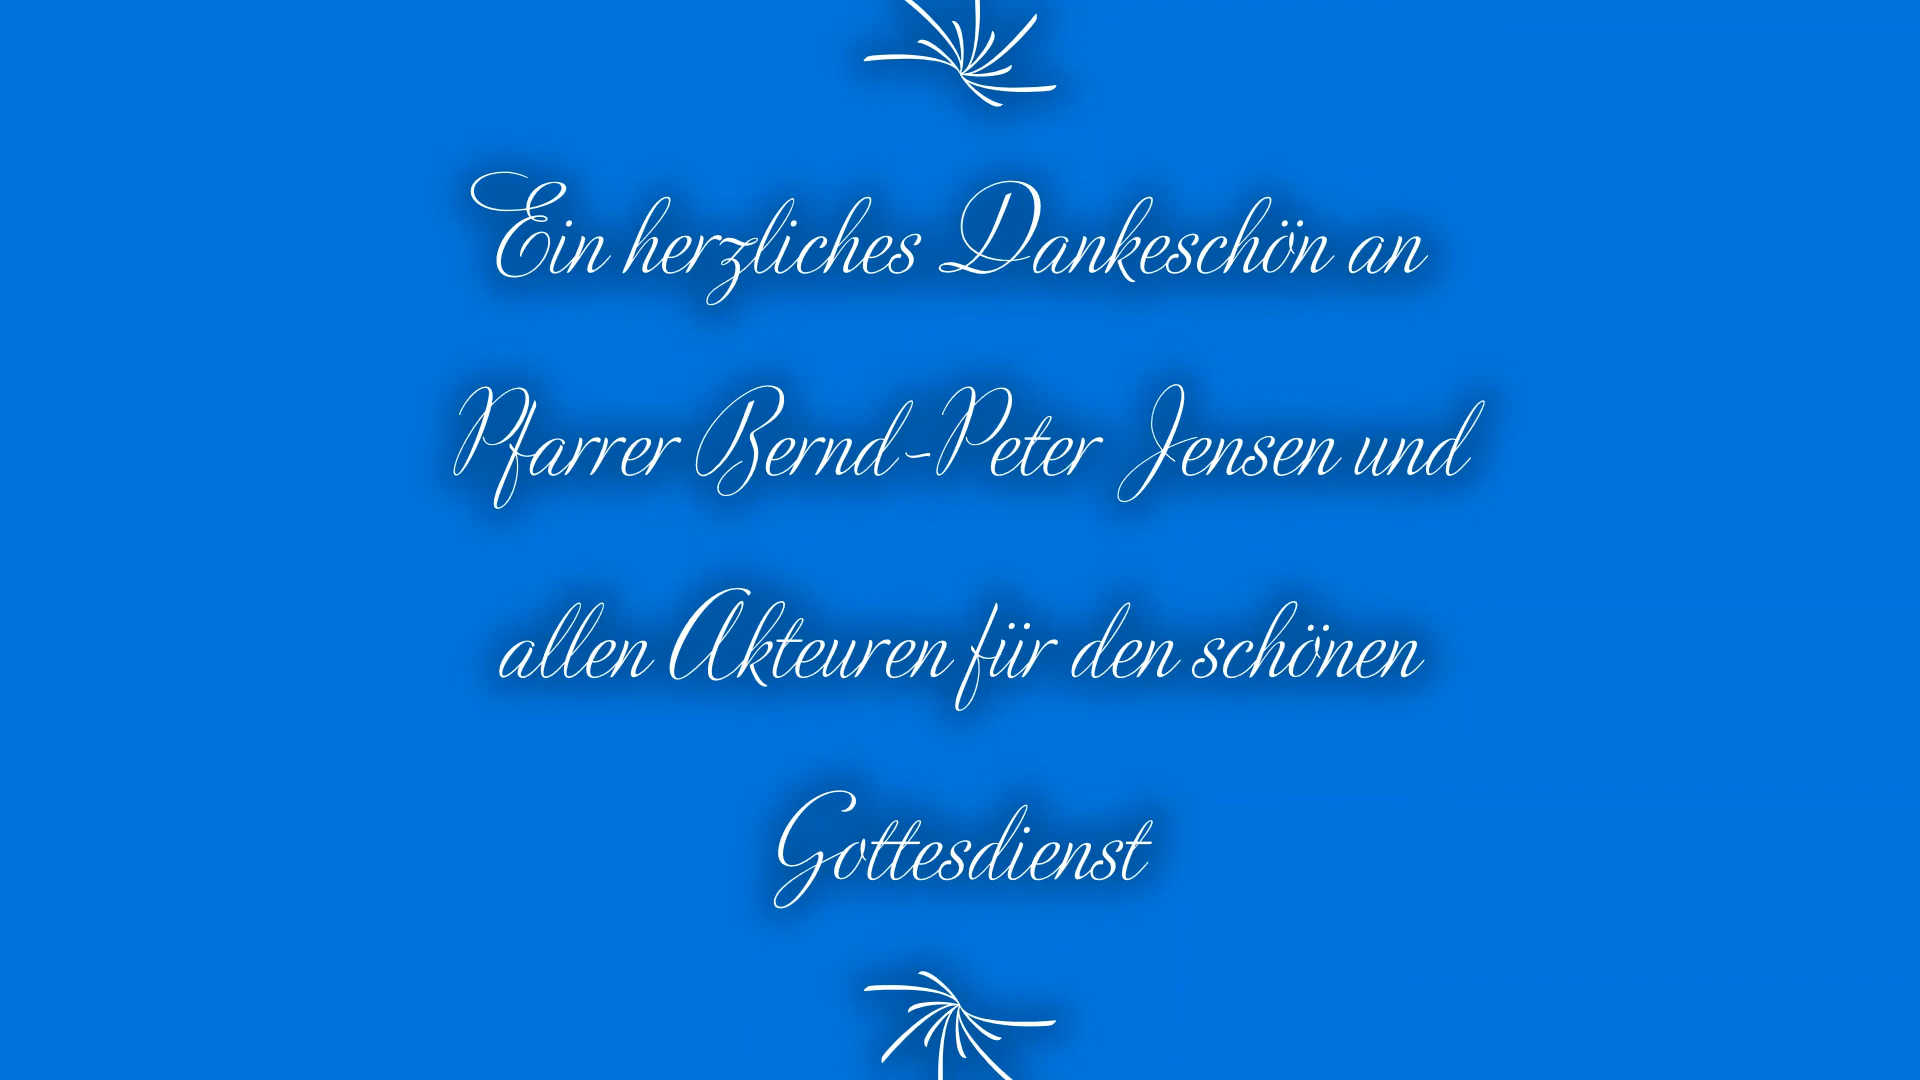 Ein herzliches Dankeschön an
Pfarrer Bernd-Peter Jensen und
allen Akteuren für den schönen
Gottesdienst